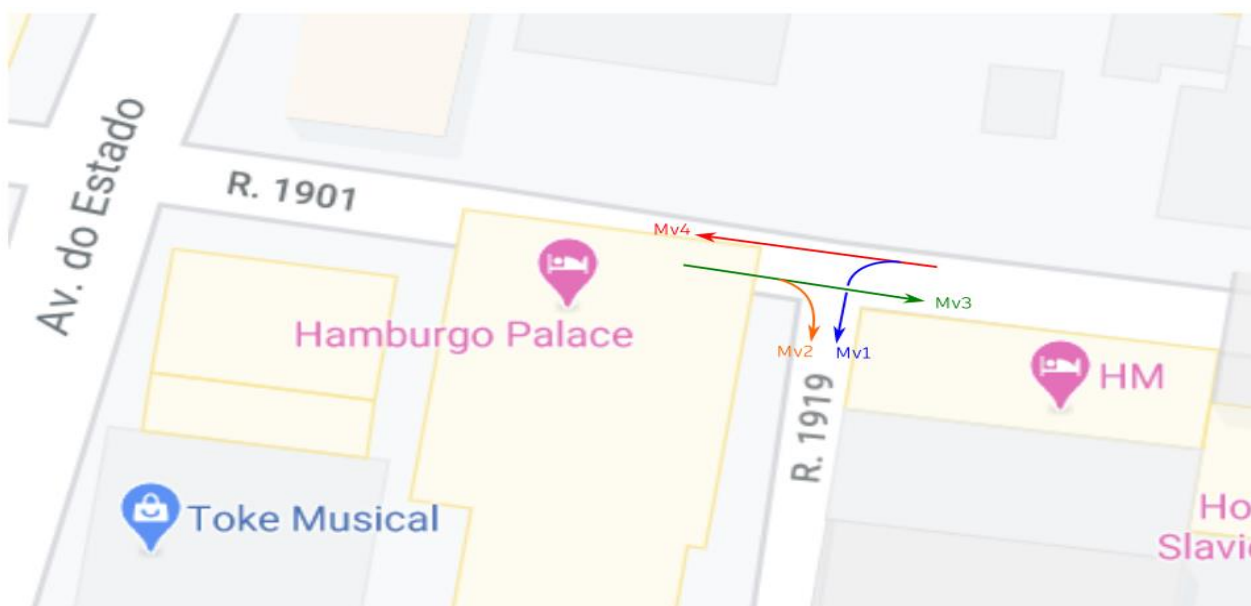 Av. do Estado
R. 1901
Mv4
Mv3
Hamburgo Palace
Mv2
Mv1
HM
R. 1919
Toke Musical
Ho
Slavi